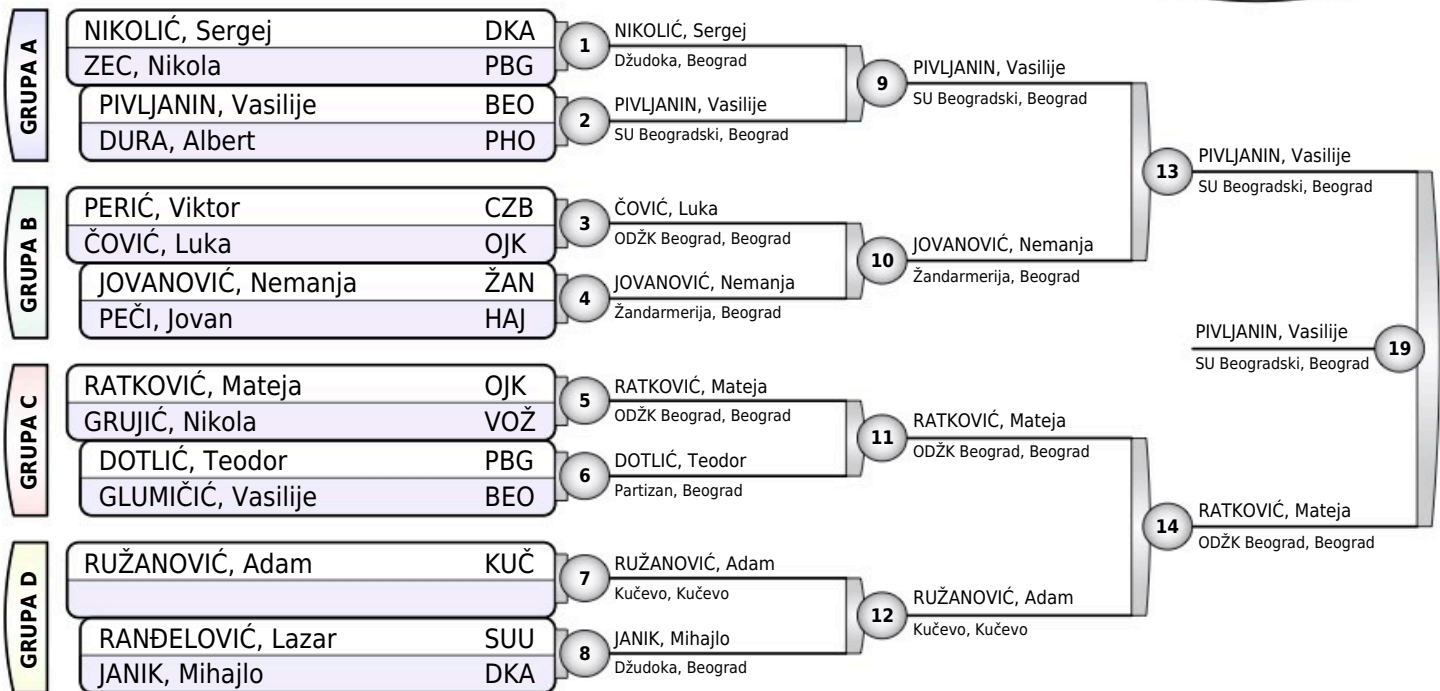 GRUPA A
NIKOLIĆ, Sergej DKA
ZEC, Nikola PBG
PIVLJANIN, Vasilije BEO
DURA, Albert PHO
GRUPA B
PERIĆ, Viktor CZB
ČOVIĆ, Luka OJK
JOVANOVIĆ, Nemanja ŽAN
PEČI, Jovan HAJ
GRUPA C
RATKOVIĆ, Mateja OJK
GRUJIĆ, Nikola VOŽ
DOTLIĆ, Teodor PBG
GLUMIČIĆ, Vasilije BEO
GRUPA D
RUŽANOVIĆ, Adam KUČ
RANĐELOVIĆ, Lazar SUU
JANIK, Mihajlo DKA
1
NIKOLIĆ, Sergej
Džudoka, Beograd
2
PIVLJANIN, Vasilije
SU Beogradski, Beograd
3
ČOVIĆ, Luka
ODŽK Beograd, Beograd
4
JOVANOVIĆ, Nemanja
Žandarmerija, Beograd
5
RATKOVIĆ, Mateja
ODŽK Beograd, Beograd
6
DOTLIĆ, Teodor
Partizan, Beograd
7
RUŽANOVIĆ, Adam
Kučevo, Kučevo
8
JANIK, Mihajlo
Džudoka, Beograd
9
PIVLJANIN, Vasilije
SU Beogradski, Beograd
10
JOVANOVIĆ, Nemanja
Žandarmerija, Beograd
11
RATKOVIĆ, Mateja
ODŽK Beograd, Beograd
12
RUŽANOVIĆ, Adam
Kučevo, Kučevo
13
PIVLJANIN, Vasilije
SU Beogradski, Beograd
14
RATKOVIĆ, Mateja
ODŽK Beograd, Beograd
PIVLJANIN, Vasilije
SU Beogradski, Beograd
19